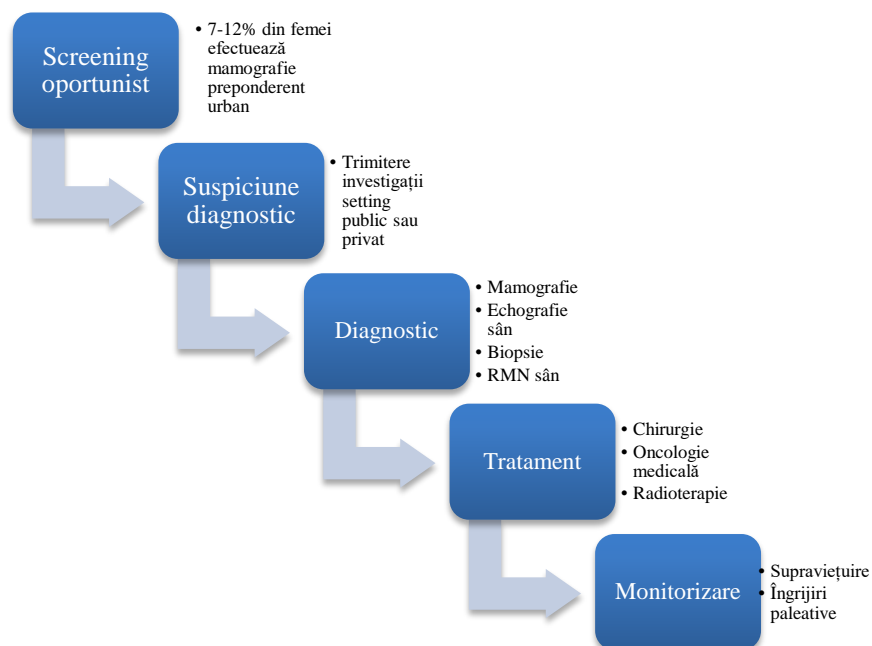 Screening
oportunist
• 7-12% din femei
efectuează
mamografie
preponderent
urban
Suspiciune
diagnostic
• Trimitere
investigații
setting
public sau
privat
Diagnostic
• Mamografie
• Echografie
sân
• Biopsie
• RMN sân
Tratament
• Chirurgie
• Oncologie
medicală
• Radioterapie
Monitorizare
• Supraviețuire
• Îngrijiri
paleative